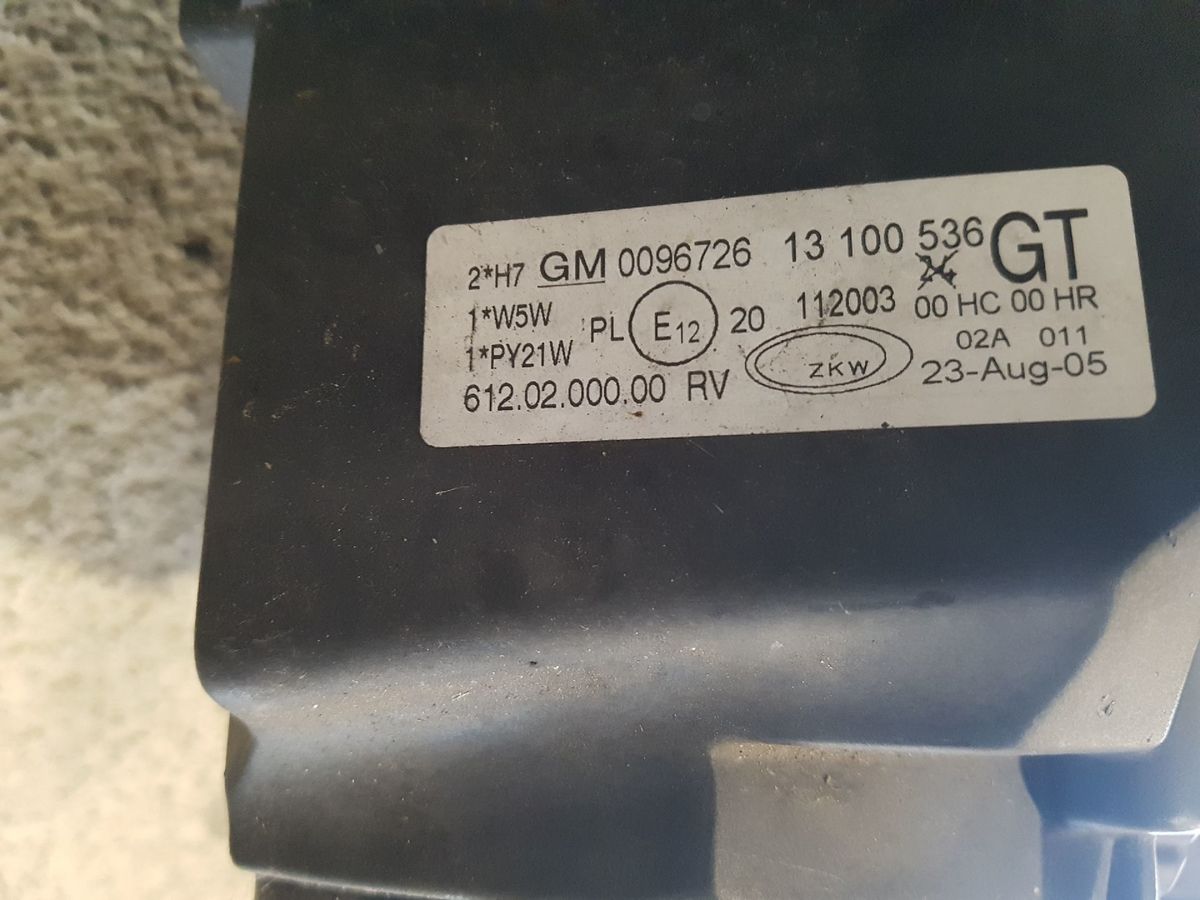 2*H7 GM 0096726 13 100 536 GT
1*W5W PL E12 20 112003 00 HC 00 HR
1*PY21W ZKW 02A 011
612.02.000.00 RV 23-Aug-05